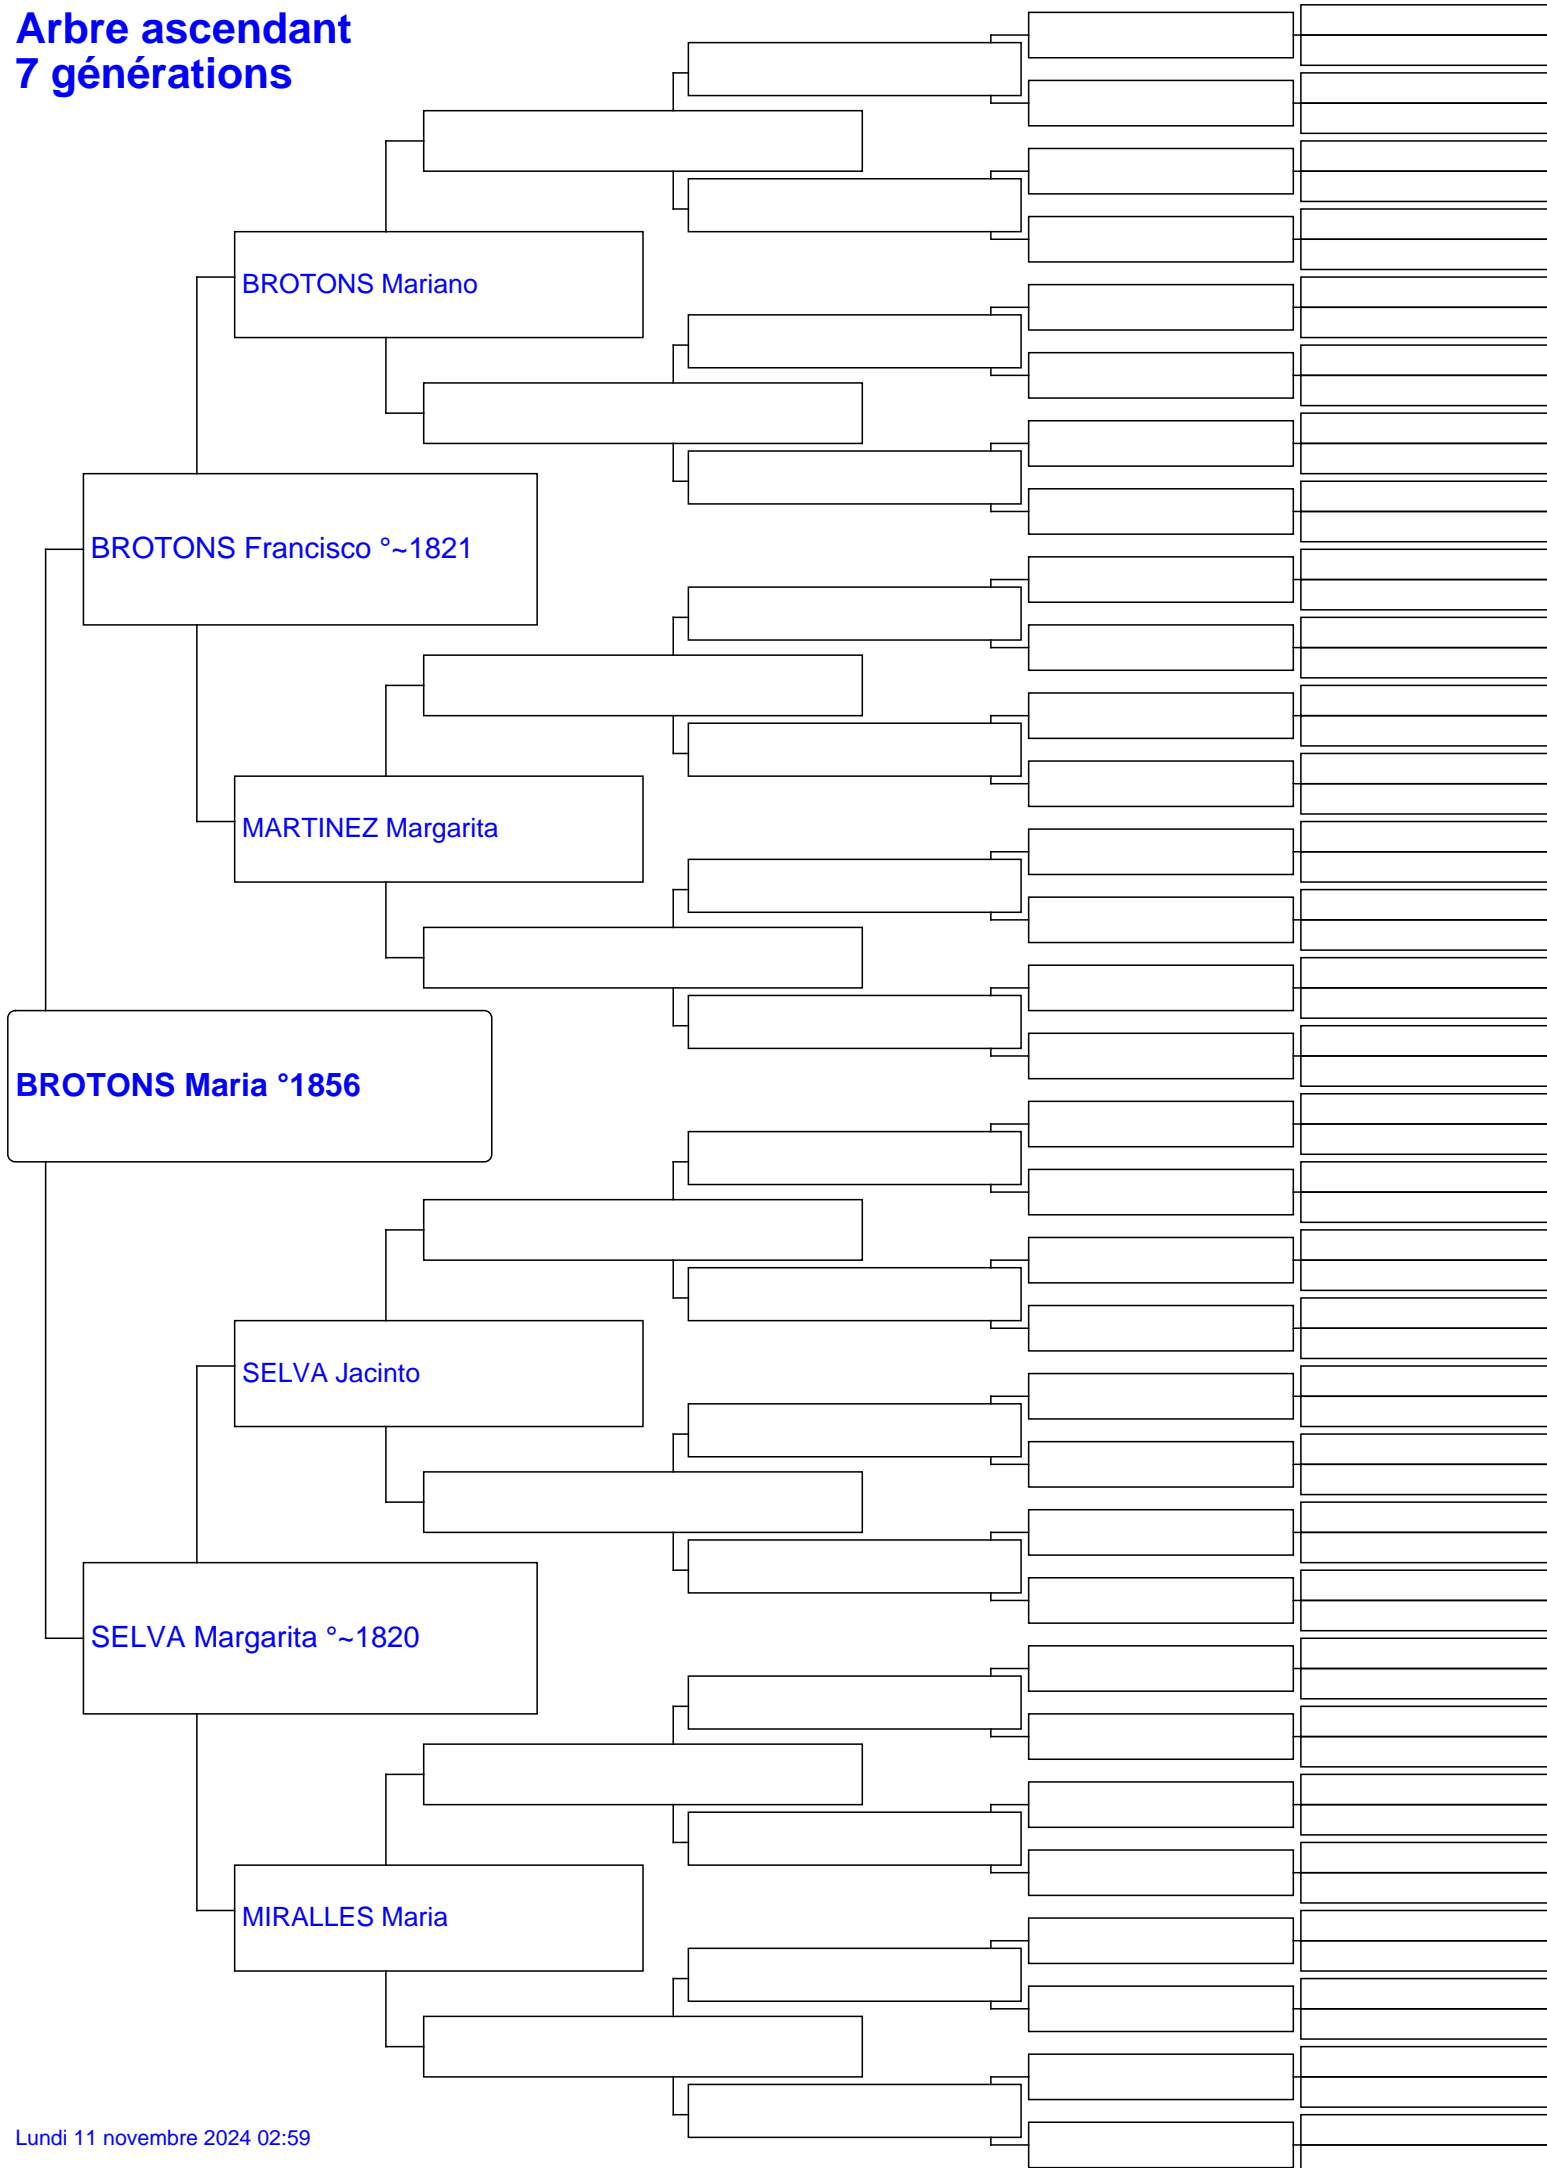 Arbre ascendant
7 générations
BROTONS Mariano
BROTONS Francisco °~1821
MARTINEZ Margarita
BROTONS Maria °1856
SELVA Jacinto
SELVA Margarita °~1820
MIRALLES Maria
Lundi 11 novembre 2024 02:59